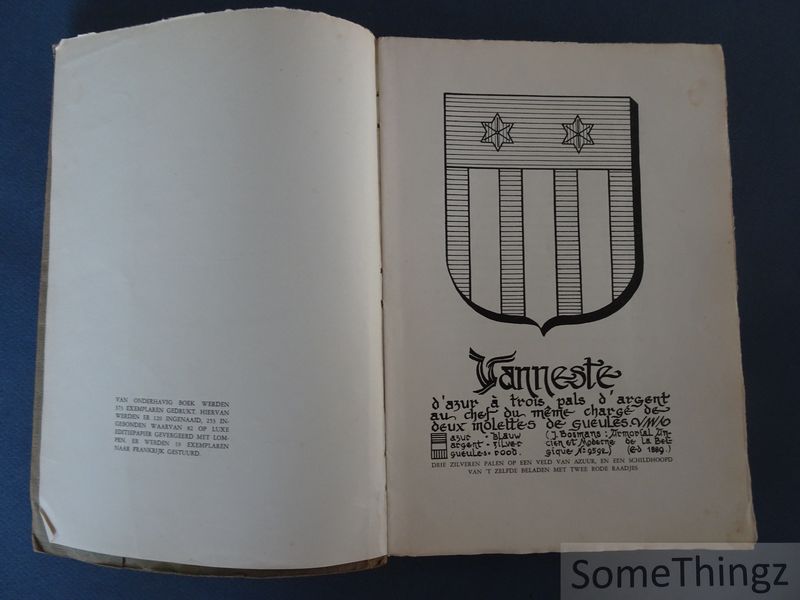 VAN ONDERHAVIG BOEK WERDEN
375 EXEMPLAREN GEDRUKT. HIERVAN
WERDEN ER 120 INGENAAID, 255 IN-
GEBONDEN WAARVAN 82 OP LUXE
EDITIEPAPIER GEVERGEERD MET LOM-
PEN. ER WERDEN 19 EXEMPLAREN
NAAR FRANKRIJK GESTUURD.
Vanneste
d'azur à trois pals d'argent
au chef du même chargé de
deux molettes de gueules.
azur = blauw
argent = zilver
gueules = rood.
(J. Bosmans: Armorial An-
cien et Moderne de la Bel-
gique No 9592) (Ed 1889.)
DRIE ZILVEREN PALEN OP EEN VELD VAN AZUUR, EN EEN SCHILDHOOFD
VAN 'T ZELFDE BELADEN MET TWEE RODE RAADJES
SomeThingz